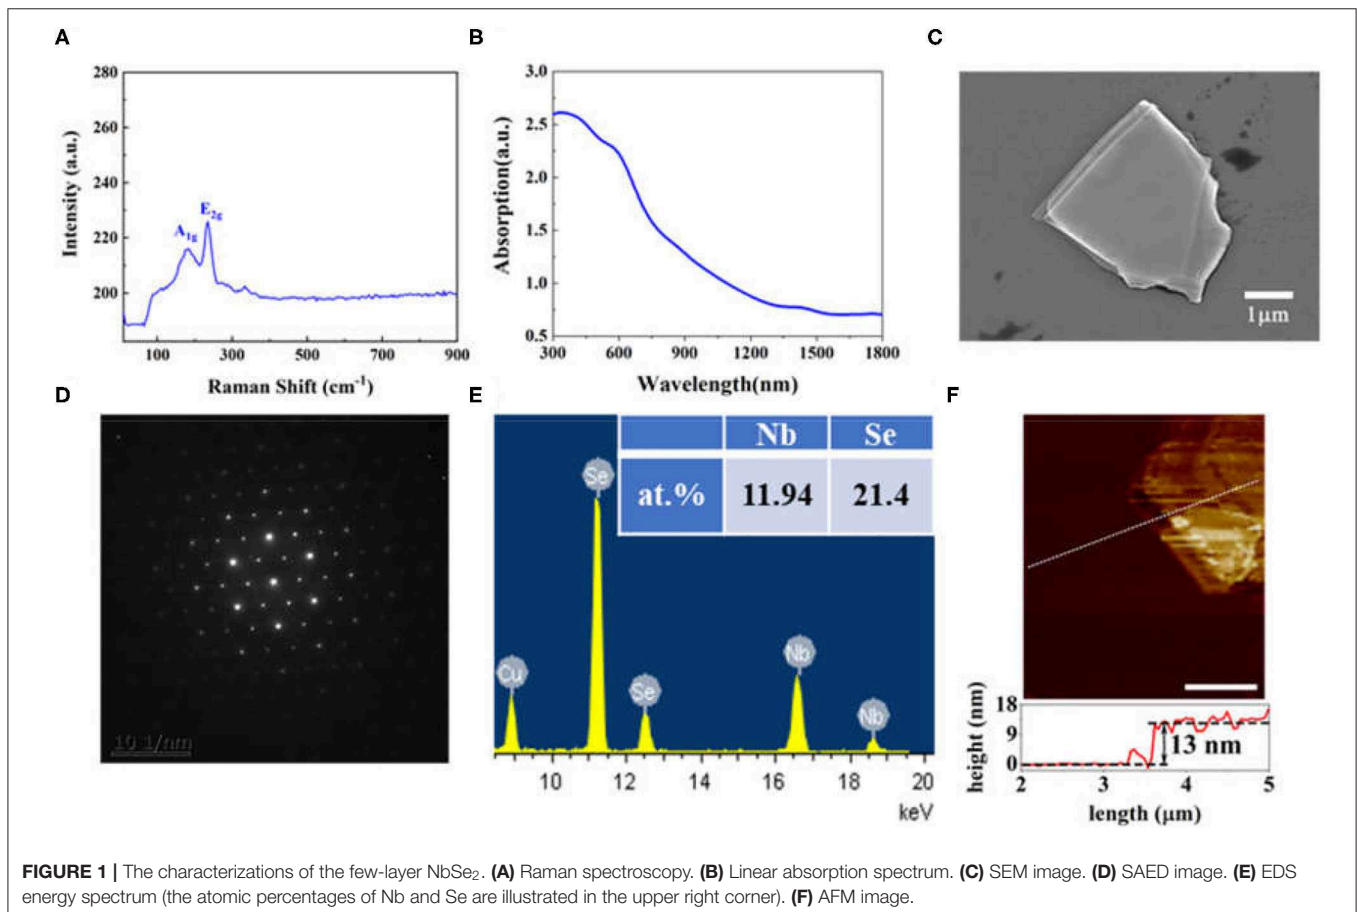 A
280
260
240
220
200
Intensity (a.u.)
A1g
E2g
100
300
500
700
900
Raman Shift (cm-1)
B
3.0
2.5
2.0
1.5
1.0
0.5
Absorption(a.u.)
300
600
900
1200
1500
1800
Wavelength(nm)
C
1µm
D
10 1/nm
E
Nb Se
at.% 11.94 21.4
Cu
Se
Se
Nb
Nb
10 12 14 16 18 20
keV
F
18
9
0
height (nm)
13 nm
2 3 4 5
length (µm)
FIGURE 1 | The characterizations of the few-layer NbSe2. (A) Raman spectroscopy. (B) Linear absorption spectrum. (C) SEM image. (D) SAED image. (E) EDS
energy spectrum (the atomic percentages of Nb and Se are illustrated in the upper right corner). (F) AFM image.